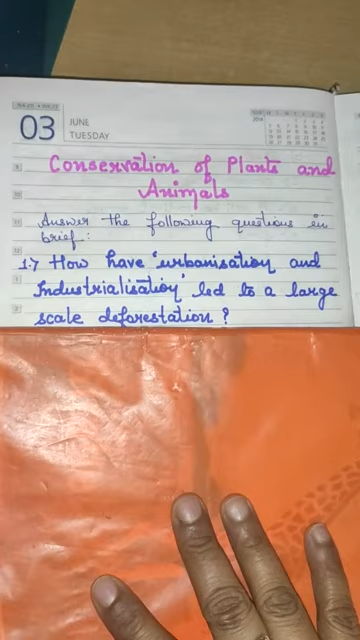 03
JUNE
TUESDAY
Conservation of Plants and
Animals
Answer the following questions in
brief:
1.) How have 'urbanisation and
Industrialisation' led to a large
scale deforestation?